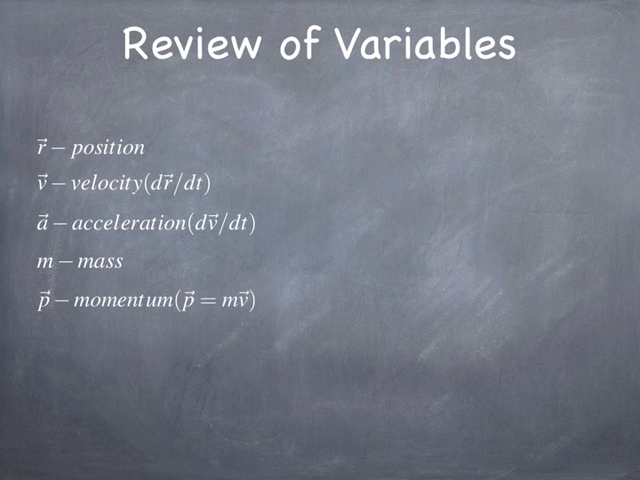 Review of Variables
r⃗ – position
v⃗ – velocity(dr⃗/dt)
a⃗ – acceleration(dv⃗/dt)
m – mass
p⃗ – momentum(p⃗ = mv⃗)